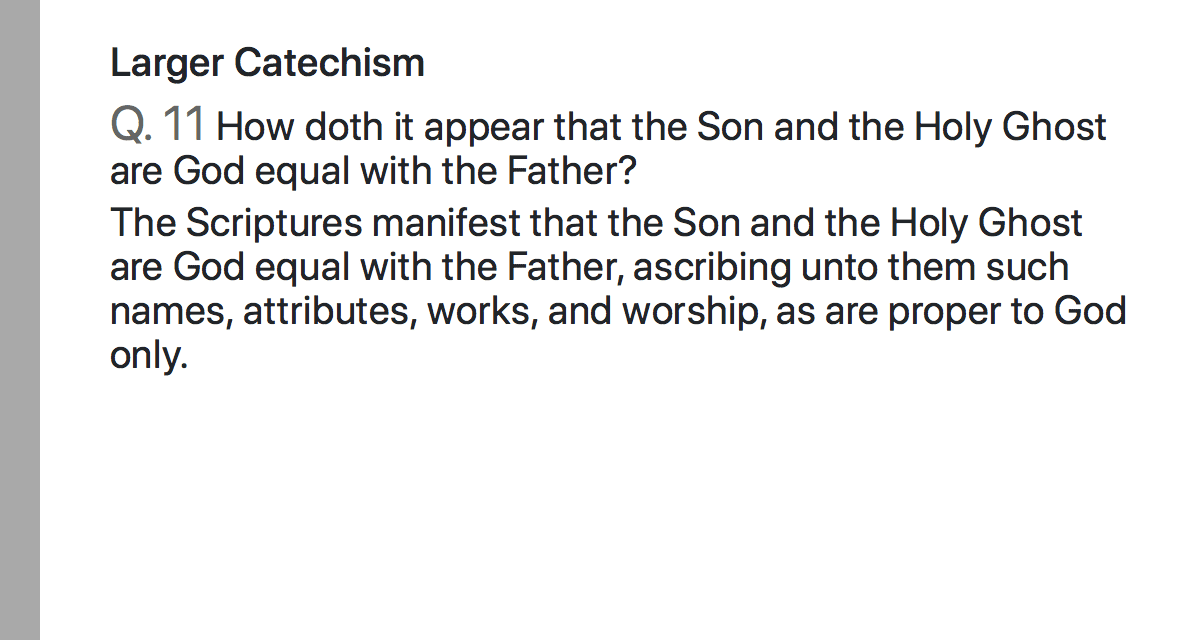 Larger Catechism
Q. 11 How doth it appear that the Son and the Holy Ghost
are God equal with the Father?
The Scriptures manifest that the Son and the Holy Ghost
are God equal with the Father, ascribing unto them such
names, attributes, works, and worship, as are proper to God
only.